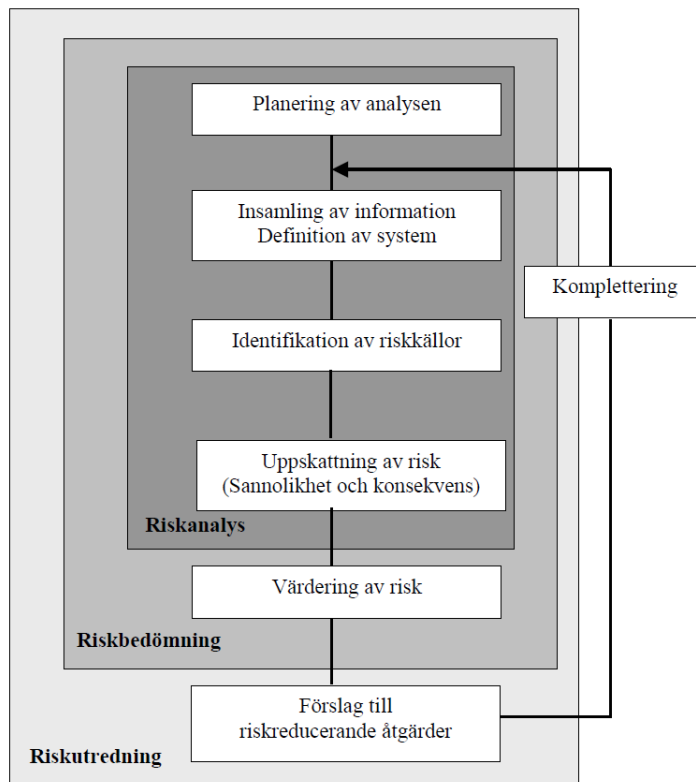 Planering av analysen
Insamling av information
Definition av system
Komplettering
Identifikation av riskkällor
Uppskattning av risk
(Sannolikhet och konsekvens)
Riskanalys
Värdering av risk
Riskbedömning
Förslag till
riskreducerande åtgärder
Riskutredning